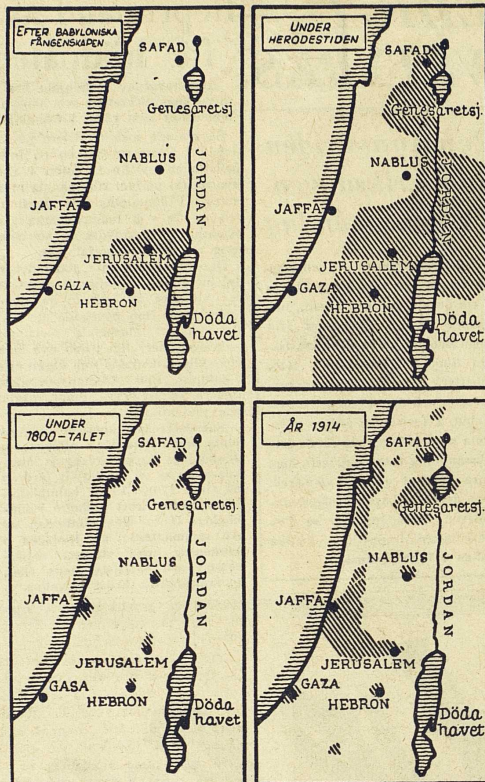 EFTER BABYLONISKA
FÅNGENSKAPEN
SAFAD
Genesaretsj
NABLUS
JORDAN
JAFFA
JERUSALEM
GAZA
HEBRON
Döda
havet
UNDER
HERODESTIDEN
SAFAD
Genesaretsj.
NABLUS
JORDAN
JAFFA
JERUSALEM
GAZA
HEBRON
Döda
havet
UNDER
1800-TALET
SAFAD
Genesaretsj.
NABLUS
JORDAN
JAFFA
JERUSALEM
GASA
HEBRON
Döda
havet
ÅR 1914
SAFAD
Genesaretsj.
NABLUS
JORDAN
JAFFA
JERUSALEM
GAZA
HEBRON
Döda
havet